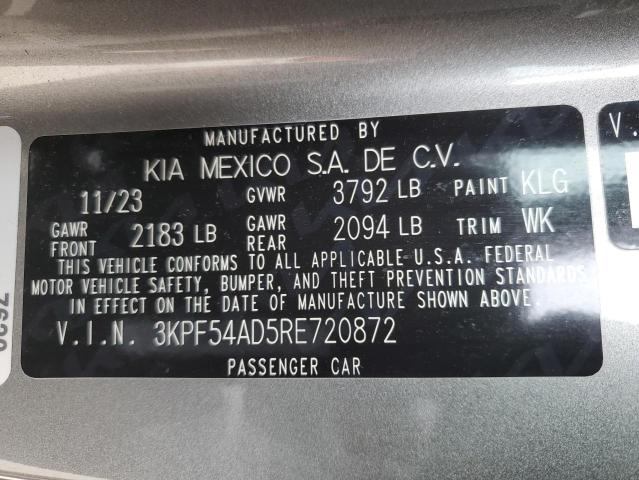 MANUFACTURED BY
KIA MEXICO S.A. DE C.V.
11/23 GVWR 3792 LB PAINT KLG
GAWR FRONT 2183 LB GAWR REAR 2094 LB TRIM WK
THIS VEHICLE CONFORMS TO ALL APPLICABLE U.S.A. FEDERAL
MOTOR VEHICLE SAFETY, BUMPER, AND THEFT PREVENTION STANDARDS
IN EFFECT ON THE DATE OF MANUFACTURE SHOWN ABOVE.
V.I.N. 3KPF54AD5RE720872
PASSENGER CAR
V.